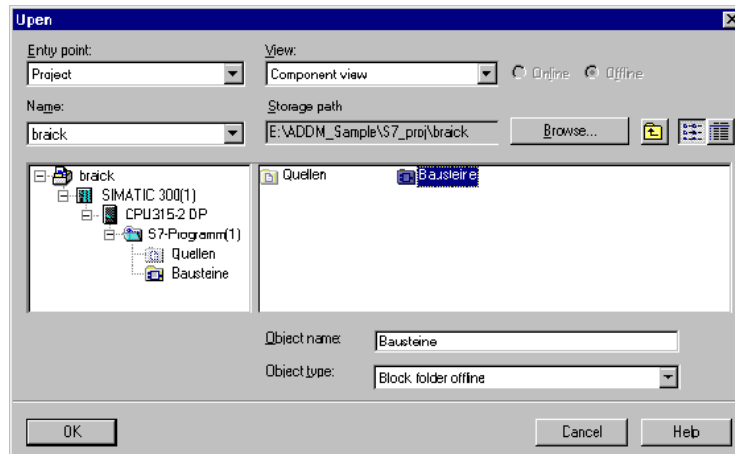 Open
Entry point:
View:
Project
Component view
Online
Offline
Name:
Storage path
braick
E:\ADDM_Sample\S7_proj\braick
Browse...
braick
SIMATIC 300(1)
CPU315-2 DP
S7-Programm(1)
Quellen
Bausteine
Quellen
Bausteine
Object name:
Bausteine
Object type:
Block folder offline
OK
Cancel
Help